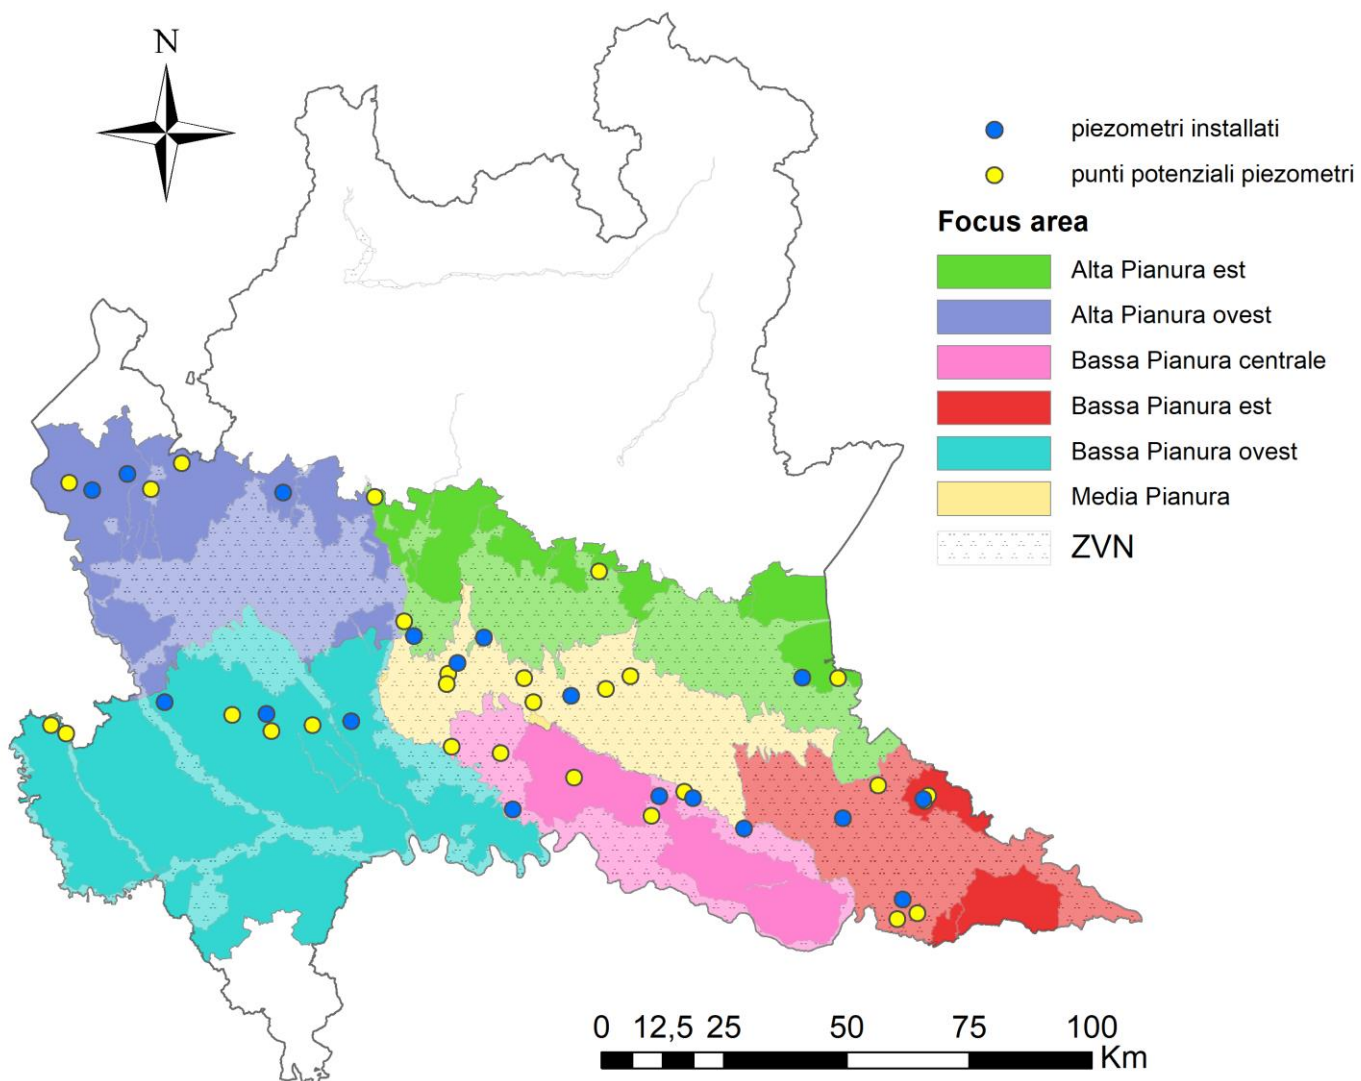 N
piezometri installati
punti potenziali piezometri
Focus area
Alta Pianura est
Alta Pianura ovest
Bassa Pianura centrale
Bassa Pianura est
Bassa Pianura ovest
Media Pianura
ZVN
0 12,5 25 50 75 100
Km